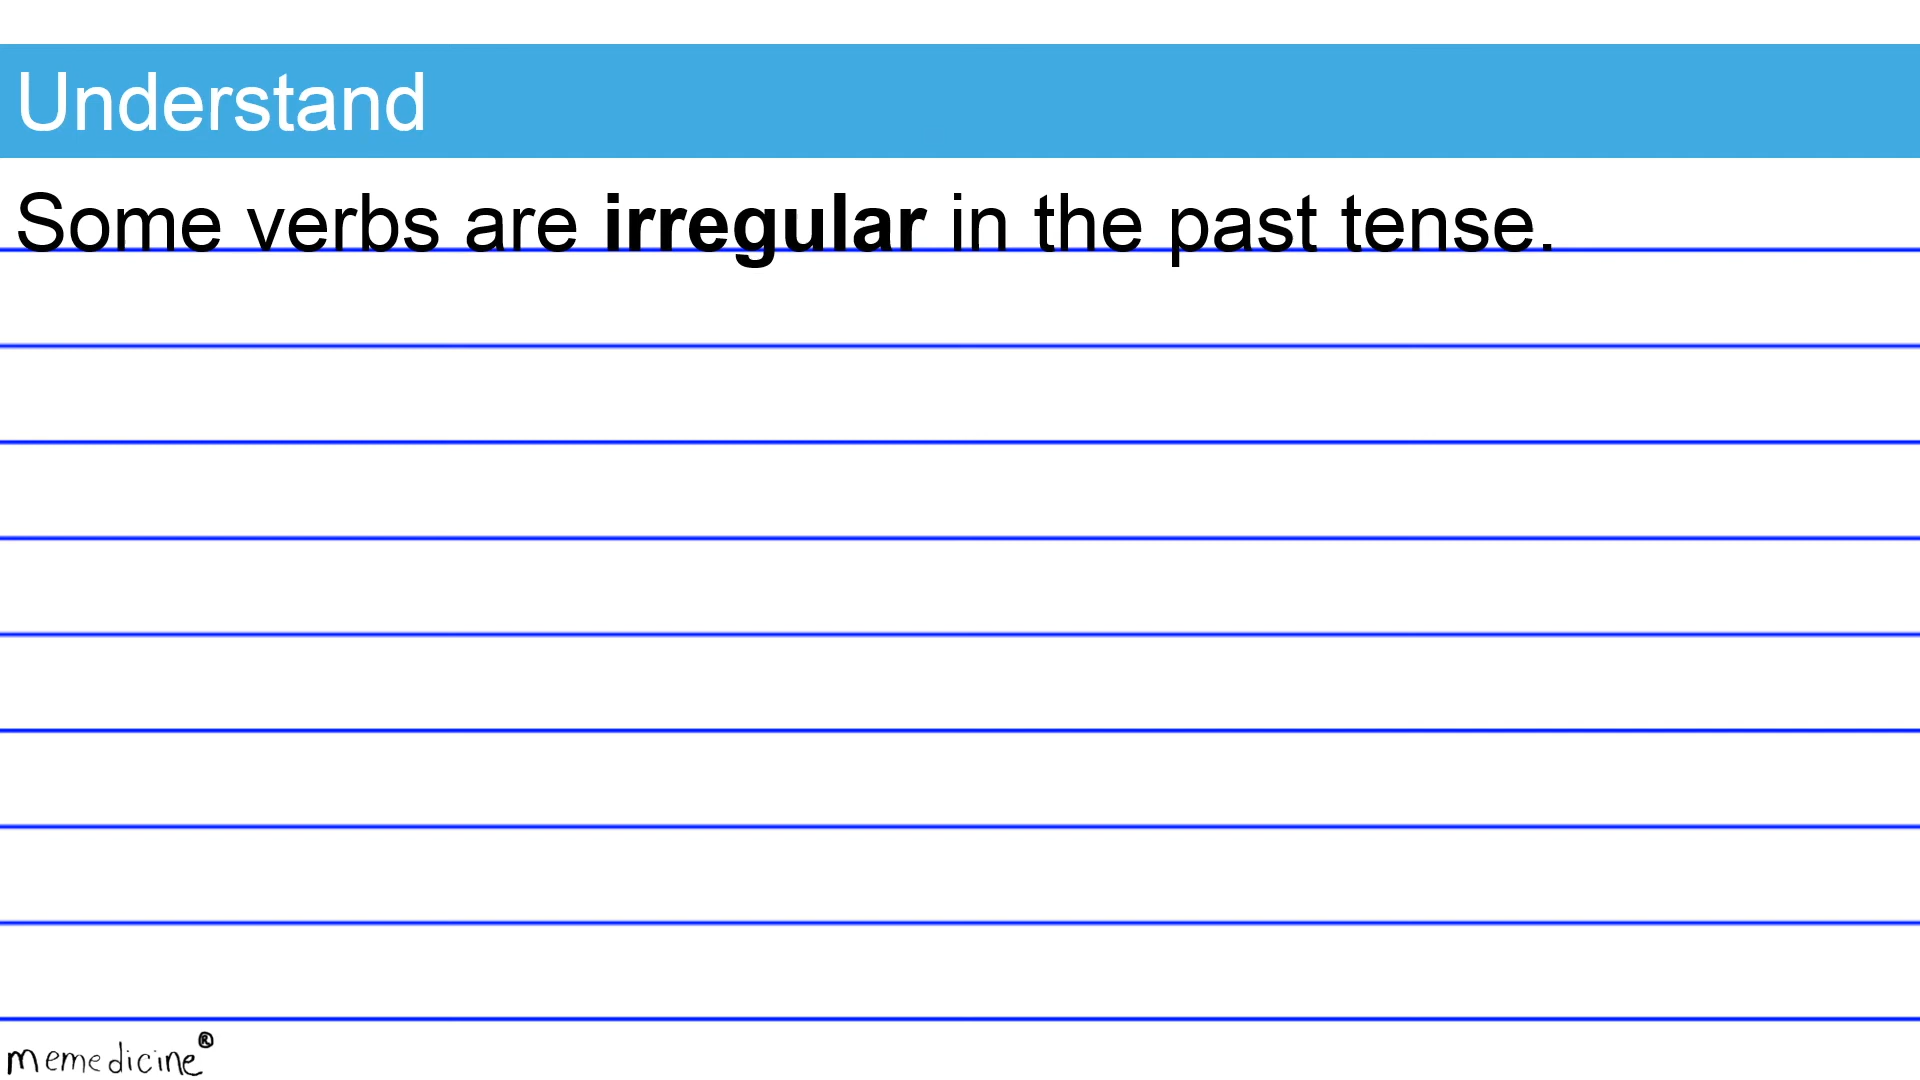 Understand
Some verbs are irregular in the past tense.
memedicine®